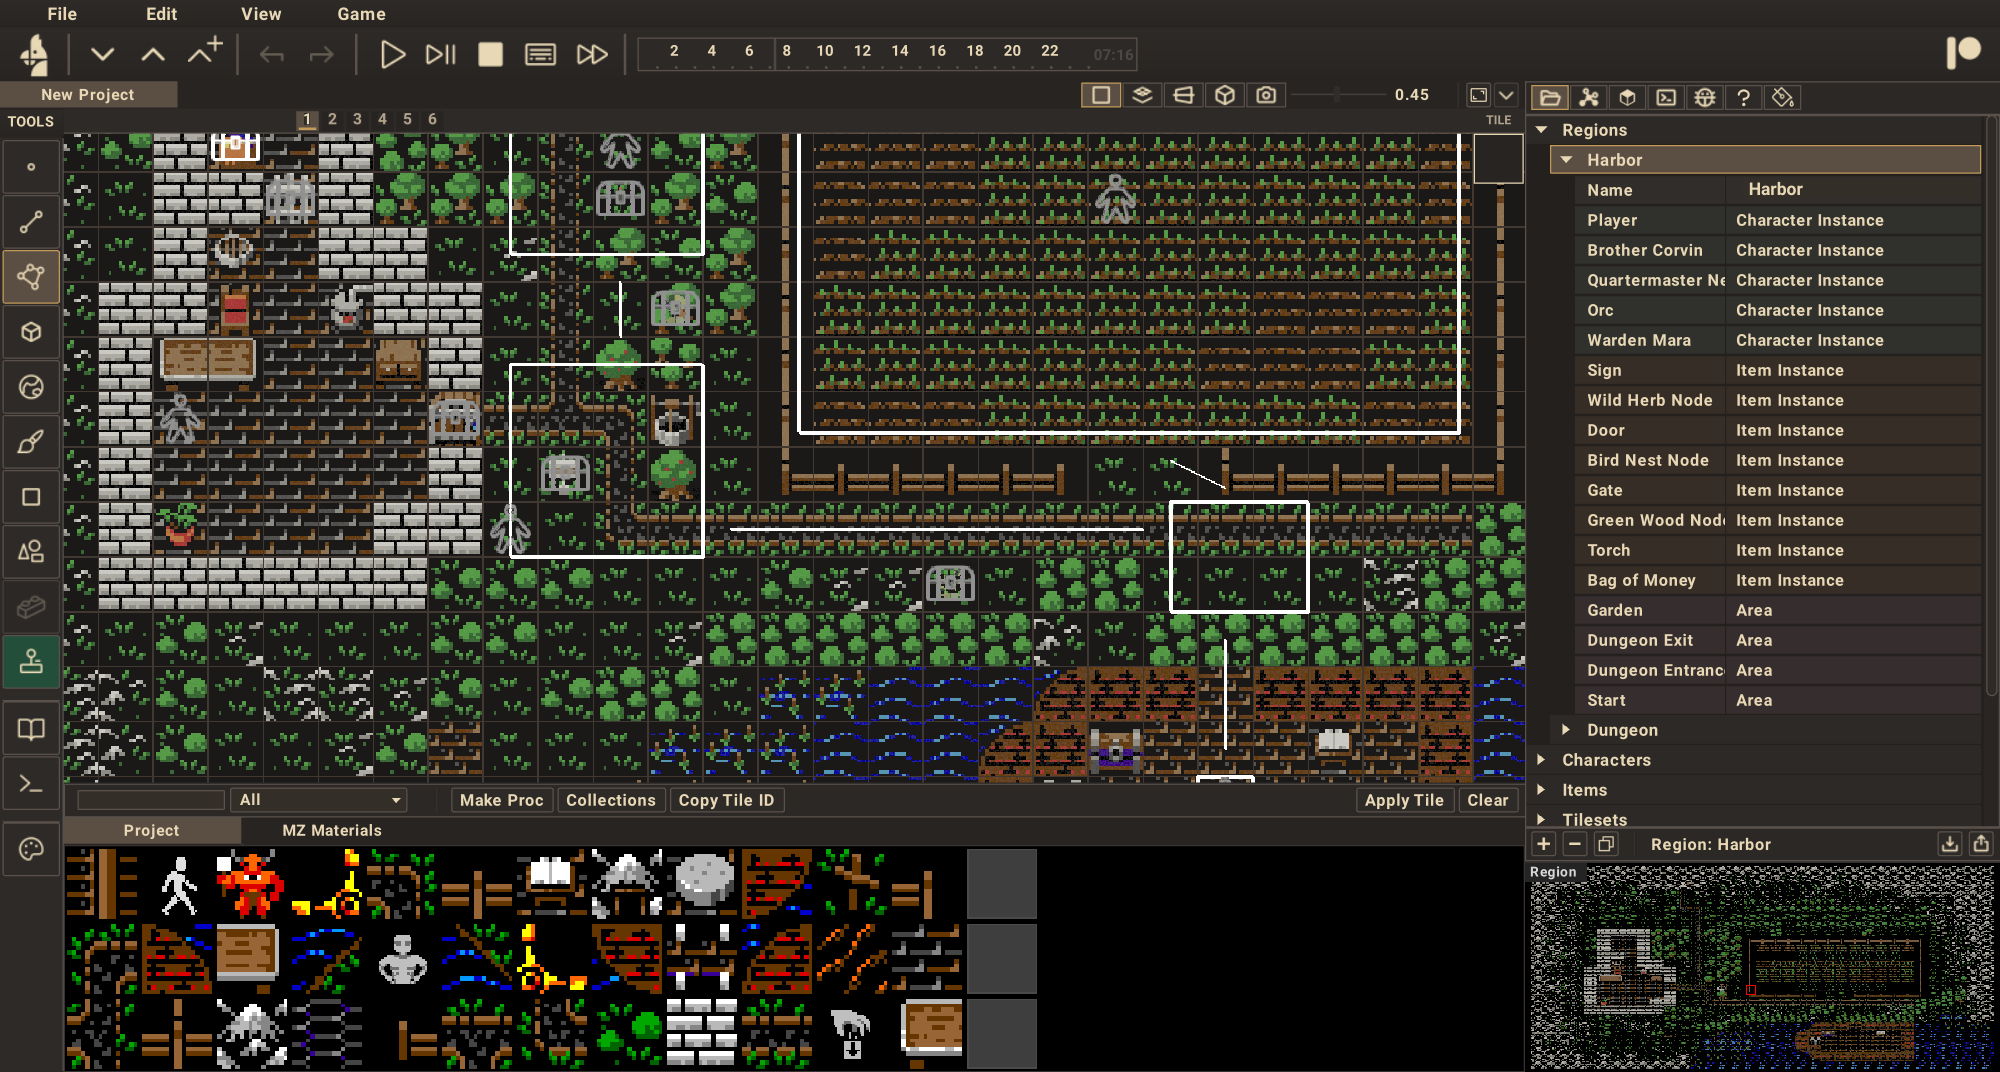 File Edit View Game
2 4 6 8 10 12 14 16 18 20 22 07:16
New Project
0.45
TOOLS
1 2 3 4 5 6
TILE
Regions
Harbor
Name Harbor
Player Character Instance
Brother Corvin Character Instance
Quartermaster Ne Character Instance
Orc Character Instance
Warden Mara Character Instance
Sign Item Instance
Wild Herb Node Item Instance
Door Item Instance
Bird Nest Node Item Instance
Gate Item Instance
Green Wood Node Item Instance
Torch Item Instance
Bag of Money Item Instance
Garden Area
Dungeon Exit Area
Dungeon Entranc Area
Start Area
Dungeon
Characters
Items
Tilesets
All
Make Proc Collections Copy Tile ID
Apply Tile Clear
Project MZ Materials
Region: Harbor
Region